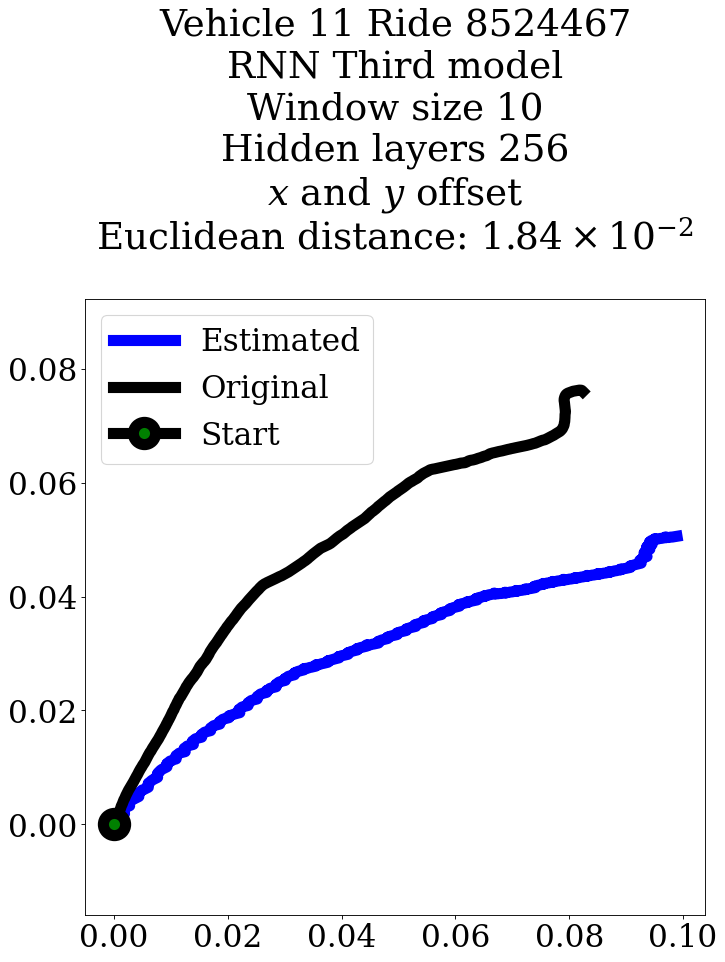 Vehicle 11 Ride 8524467
RNN Third model
Window size 10
Hidden layers 256
x and y offset
Euclidean distance: 1.84 × 10⁻²
Estimated
Original
Start
0.08
0.06
0.04
0.02
0.00
0.00 0.02 0.04 0.06 0.08 0.10